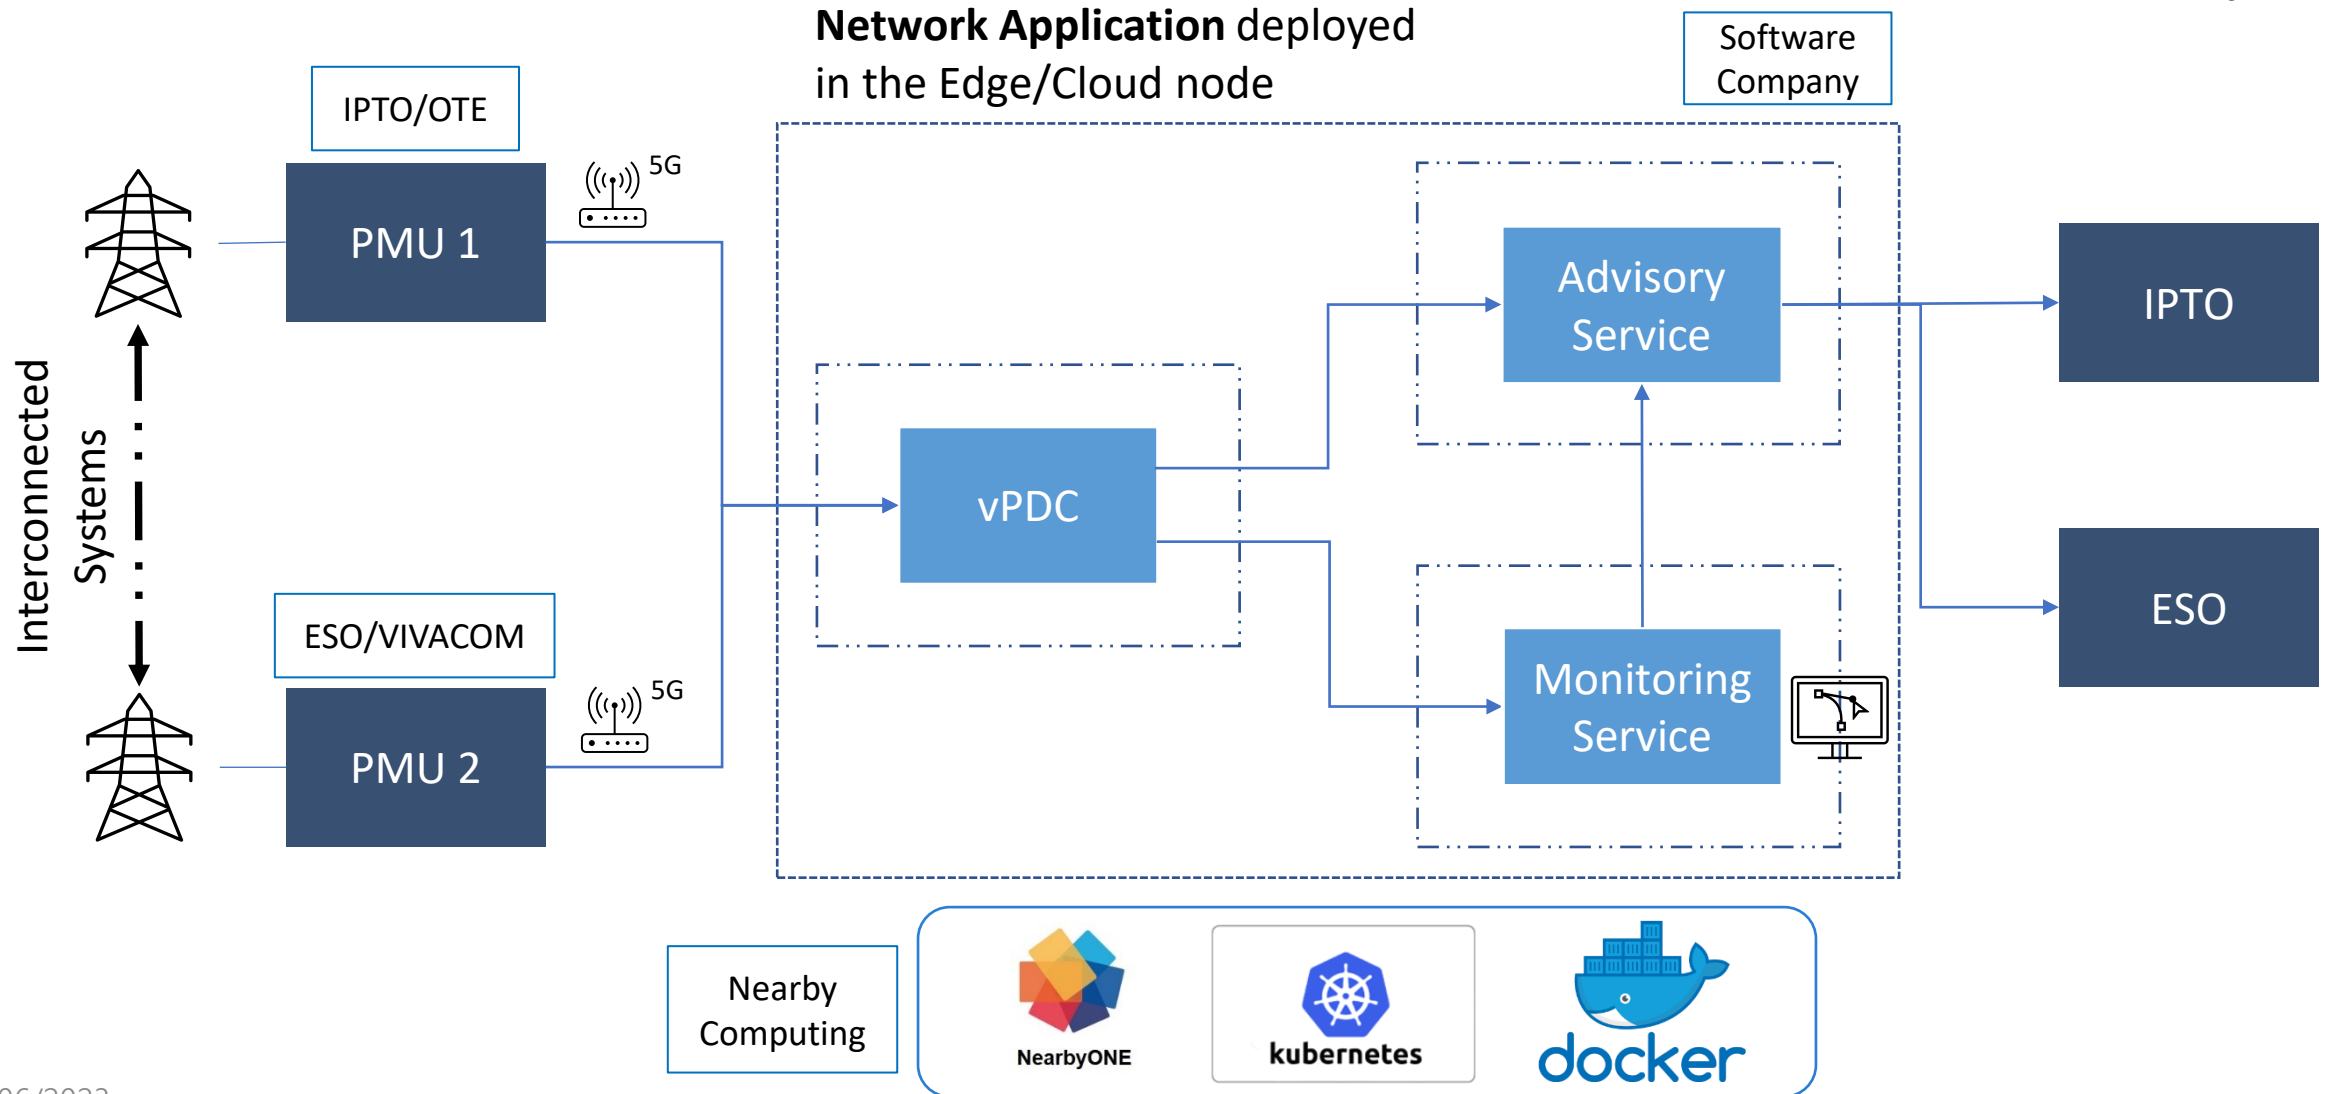 Network Application deployed
in the Edge/Cloud node
Software
Company
IPTO/OTE
5G
PMU 1
Advisory
Service
IPTO
Interconnected
Systems
vPDC
ESO/VIVACOM
5G
PMU 2
Monitoring
Service
ESO
Nearby
Computing
NearbyONE
kubernetes
docker